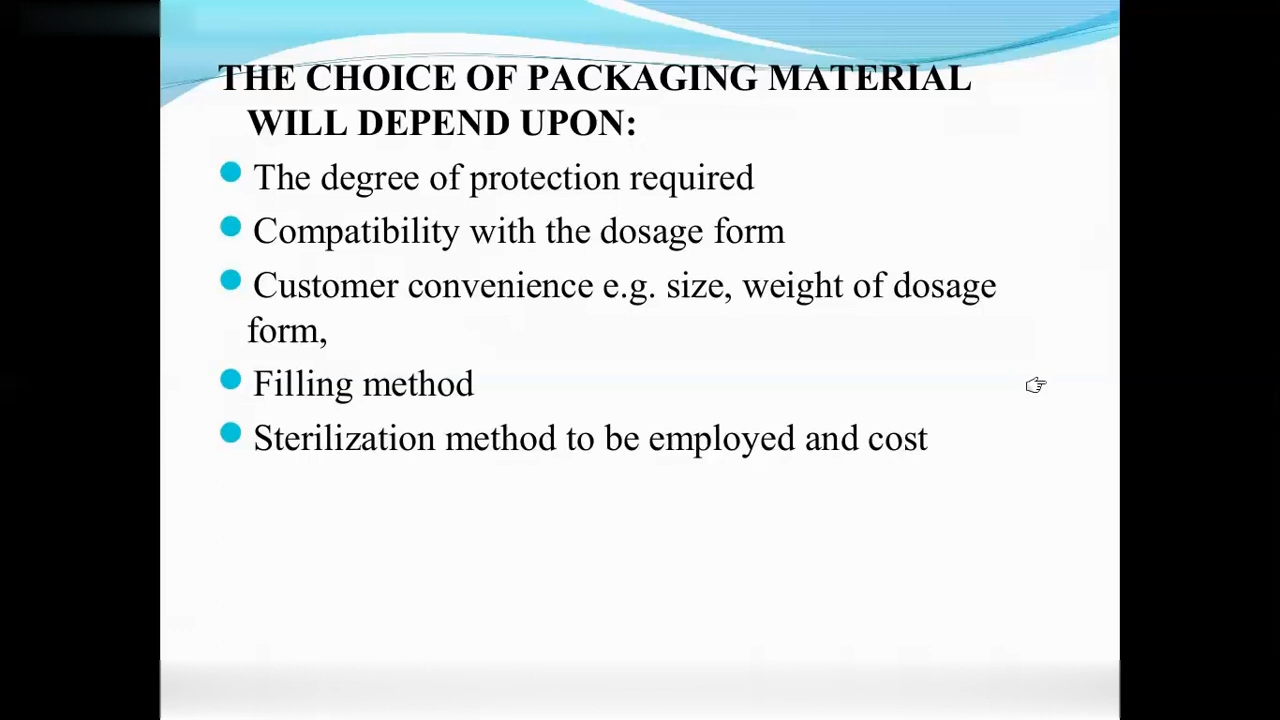 THE CHOICE OF PACKAGING MATERIAL
WILL DEPEND UPON:
The degree of protection required
Compatibility with the dosage form
Customer convenience e.g. size, weight of dosage
form,
Filling method
Sterilization method to be employed and cost